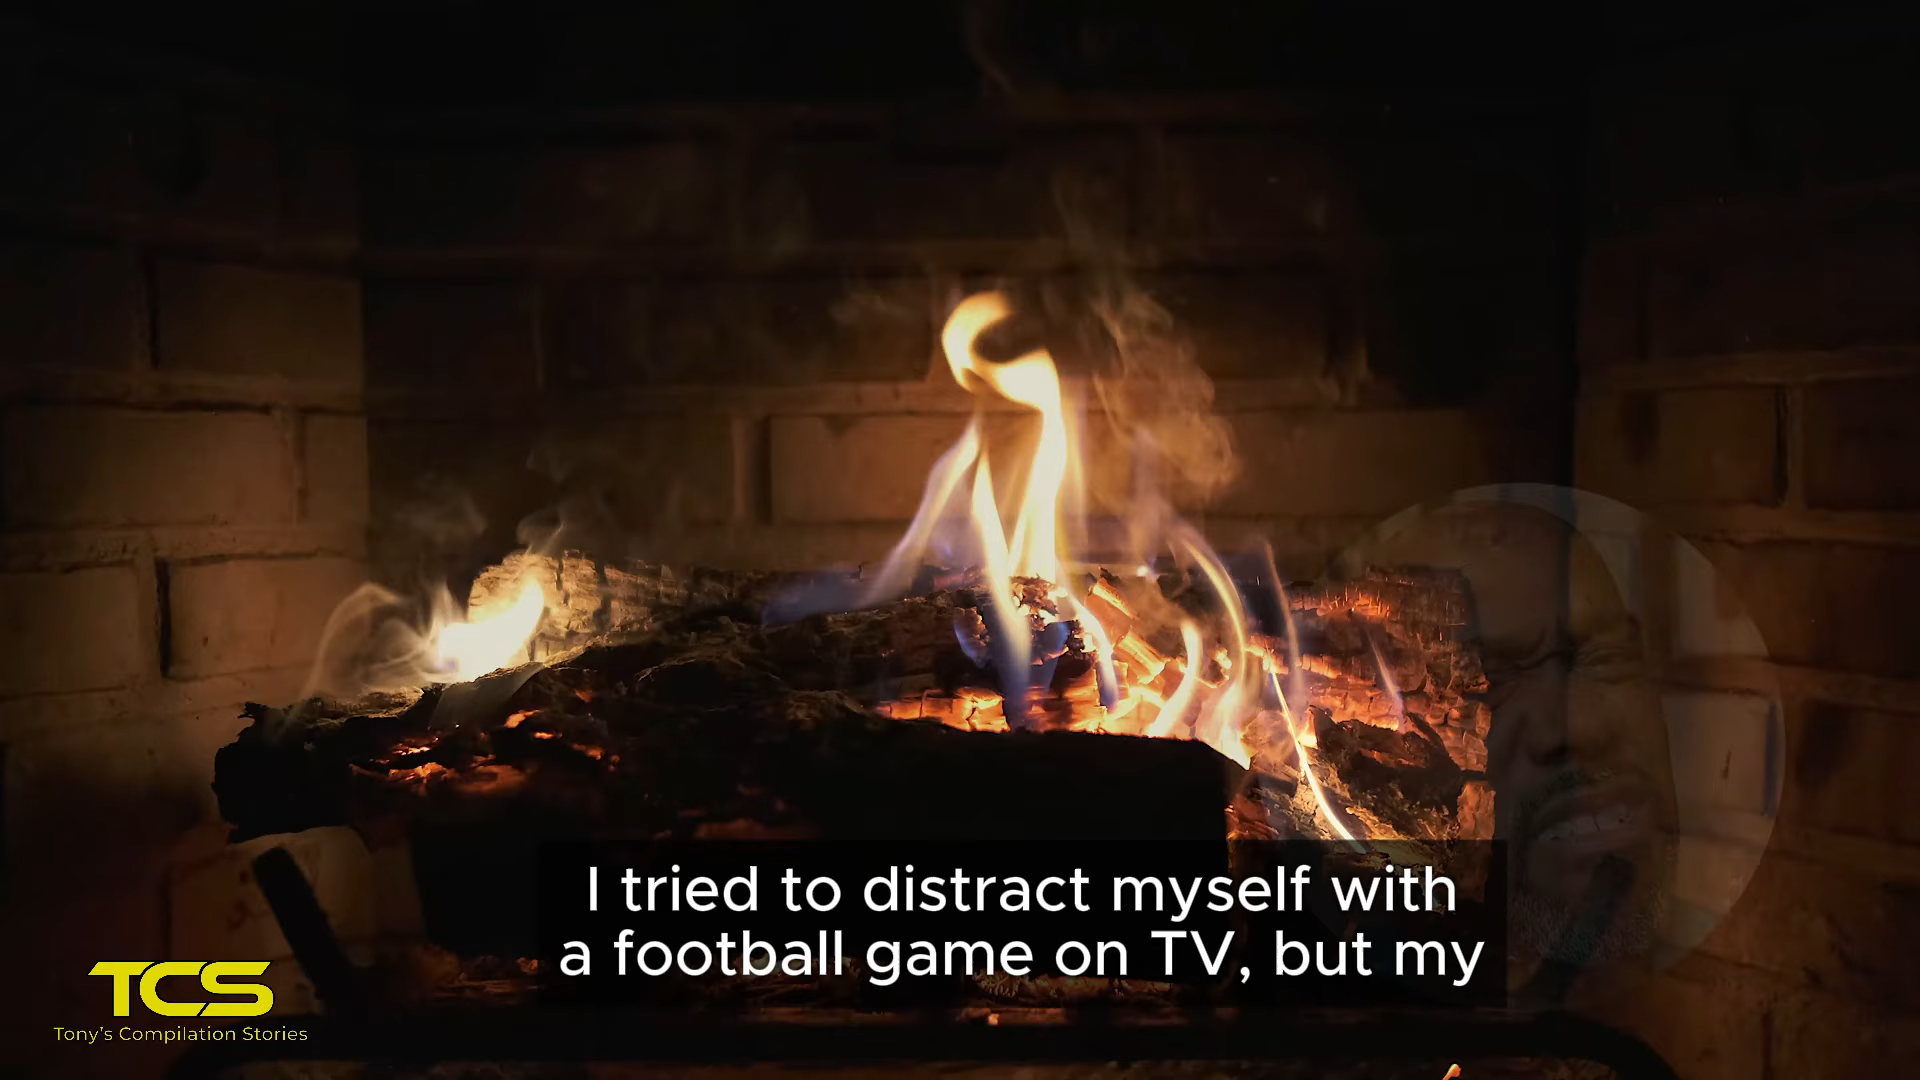 I tried to distract myself with
a football game on TV, but my
TCS
Tony's Compilation Stories